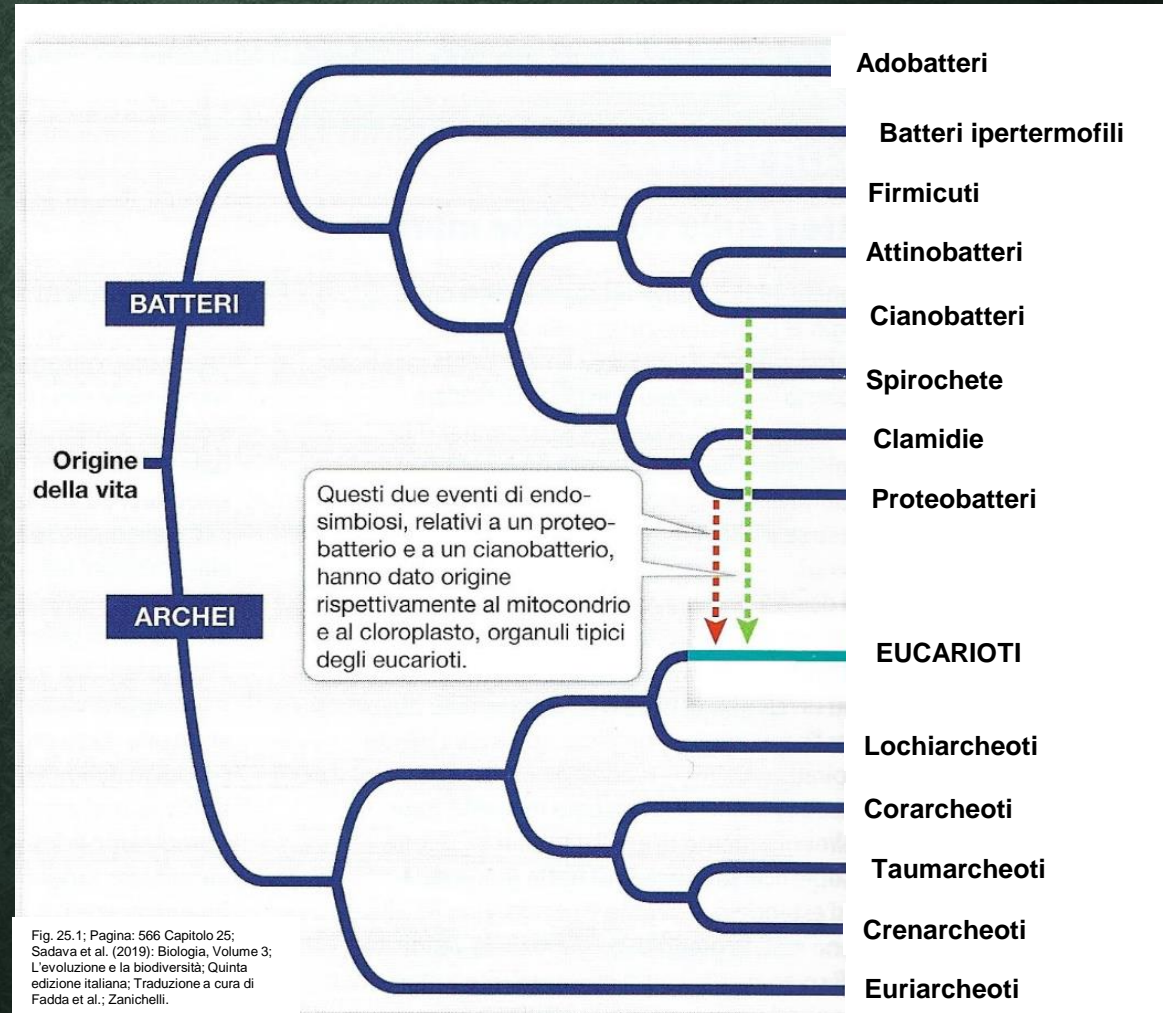 Adobatteri
Batteri ipertermofili
Firmicuti
Attinobatteri
BATTERI
Cianobatteri
Spirochete
Clamidie
Origine
della vita
Proteobatteri
Questi due eventi di endo-
simbiosi, relativi a un proteo-
batterio e a un cianobatterio,
hanno dato origine
rispettivamente al mitocondrio
e al cloroplasto, organuli tipici
degli eucarioti.
ARCHEI
EUCARIOTI
Lochiarcheoti
Corarcheoti
Taumarcheoti
Crenarcheoti
Euriarcheoti
Fig. 25.1; Pagina: 566 Capitolo 25;
Sadava et al. (2019): Biologia, Volume 3;
L'evoluzione e la biodiversità; Quinta
edizione italiana; Traduzione a cura di
Fadda et al.; Zanichelli.